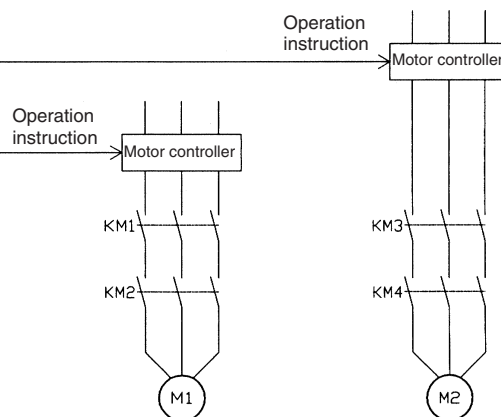 Operation
instruction
Motor controller
Operation
instruction
Motor controller
KM1
KM3
KM2
KM4
M1
M2